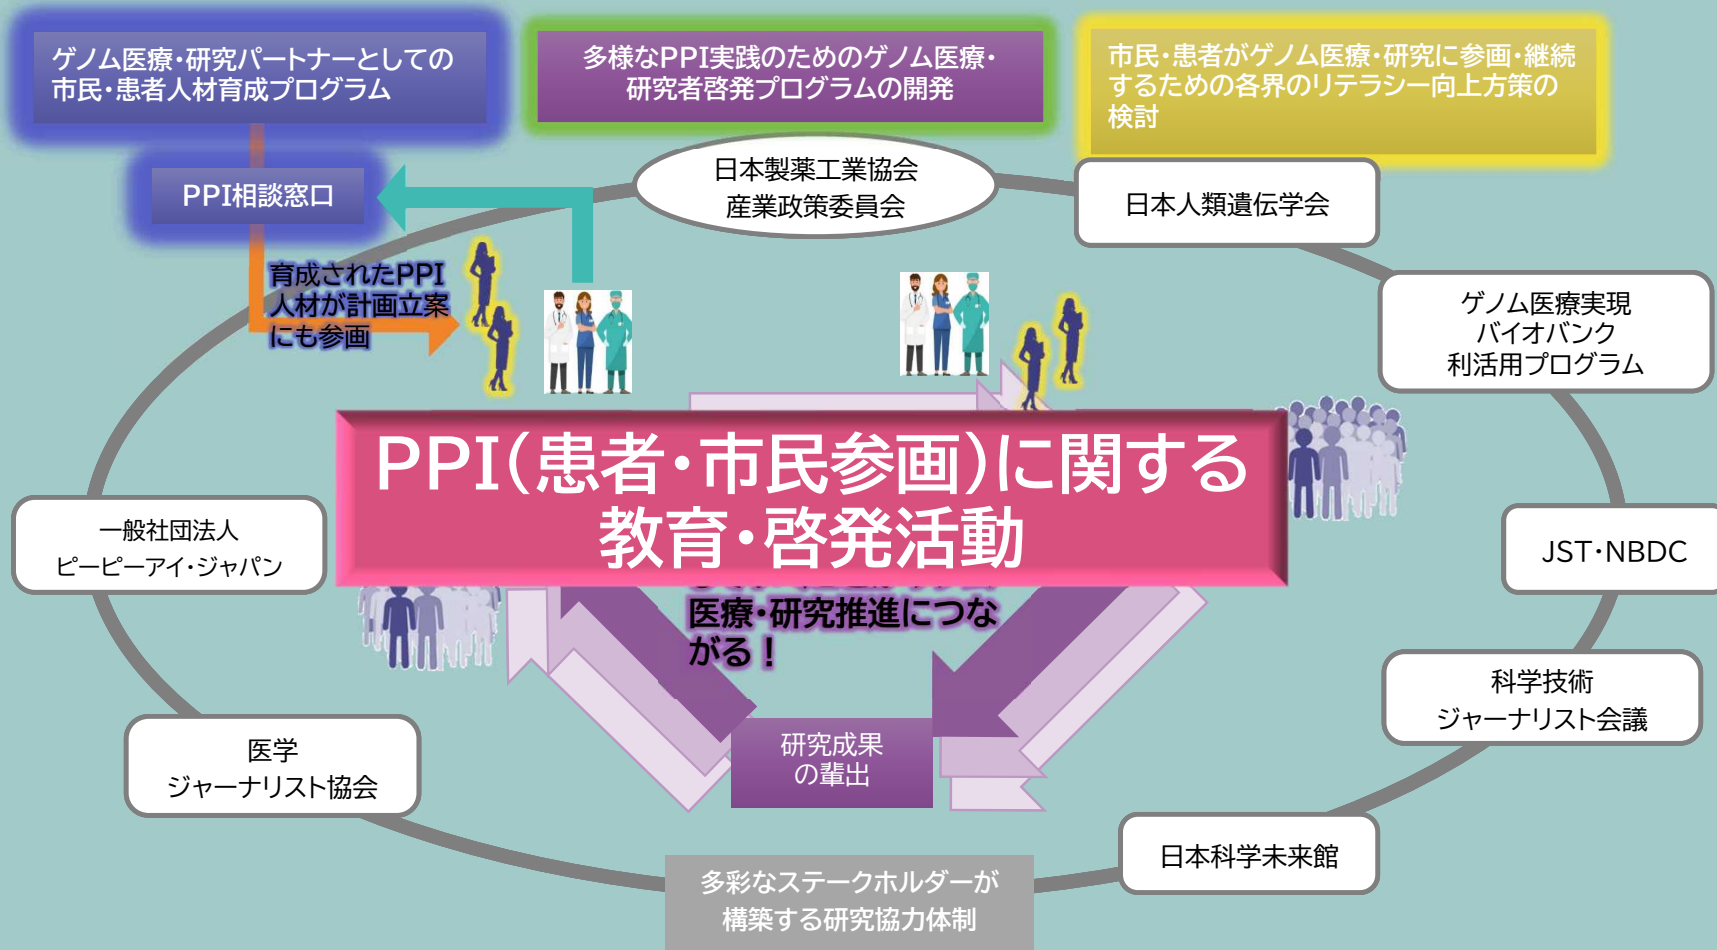 ゲノム医療・研究パートナーとしての
市民・患者人材育成プログラム
多様なPPI実践のためのゲノム医療・
研究者啓発プログラムの開発
市民・患者がゲノム医療・研究に参画・継続
するための各界のリテラシー向上方策の
検討
PPI相談窓口
日本製薬工業協会
産業政策委員会
日本人類遺伝学会
育成されたPPI
人材が計画立案
にも参画
ゲノム医療実現
バイオバンク
利活用プログラム
PPI(患者・市民参画)に関する
教育・啓発活動
一般社団法人
ピーピーアイ・ジャパン
JST・NBDC
医療・研究推進につな
がる！
科学技術
ジャーナリスト会議
医学
ジャーナリスト協会
研究成果
の輩出
日本科学未来館
多彩なステークホルダーが
構築する研究協力体制